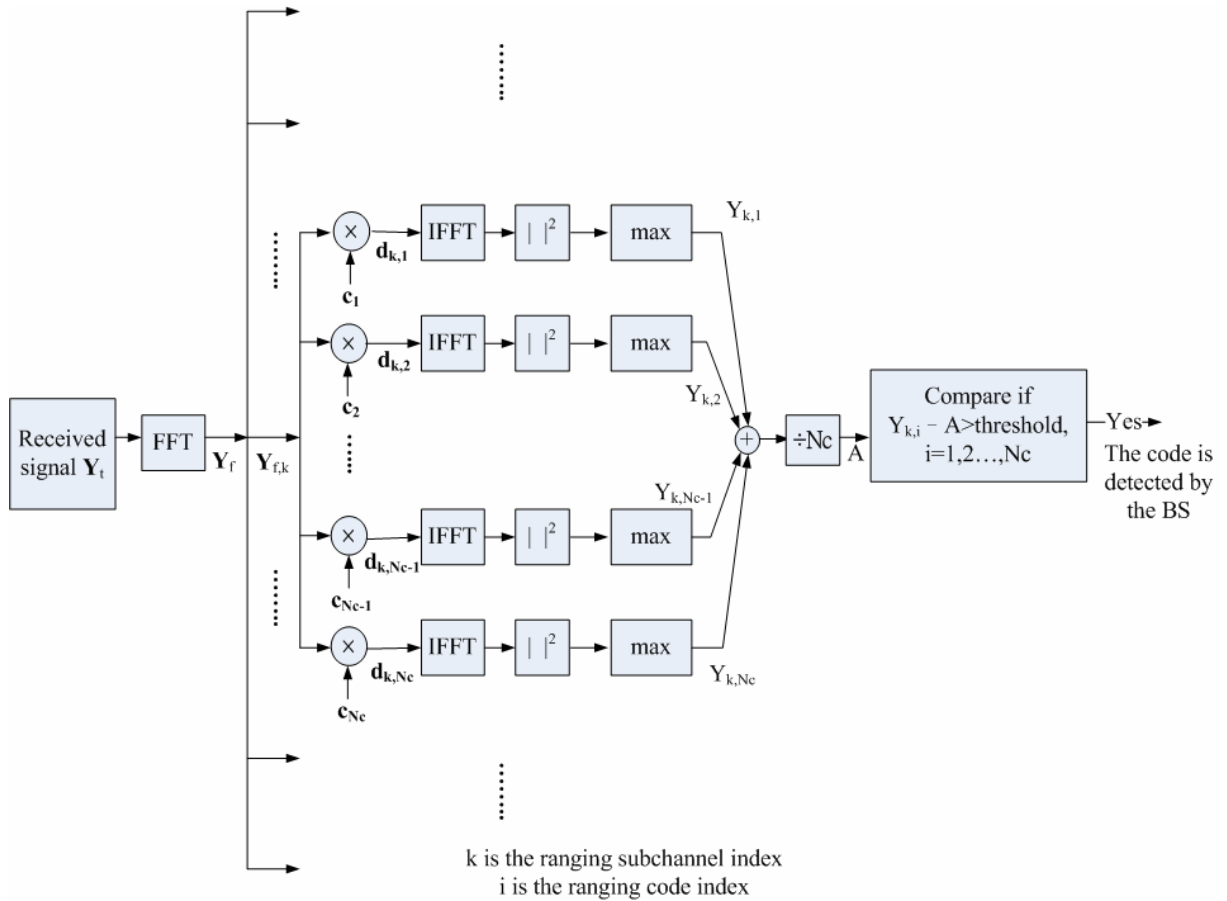 Received
signal Yt
FFT
Yf
Yf,k
×
dk,1
IFFT
| |²
max
Yk,1
c1
×
dk,2
IFFT
| |²
max
Yk,2
c2
×
dk,Nc-1
IFFT
| |²
max
Yk,Nc-1
cNc-1
×
dk,Nc
IFFT
| |²
max
Yk,Nc
cNc
+
÷Nc
A
Compare if
Yk,i – A>threshold,
i=1,2...,Nc
Yes
The code is
detected by
the BS
k is the ranging subchannel index
i is the ranging code index